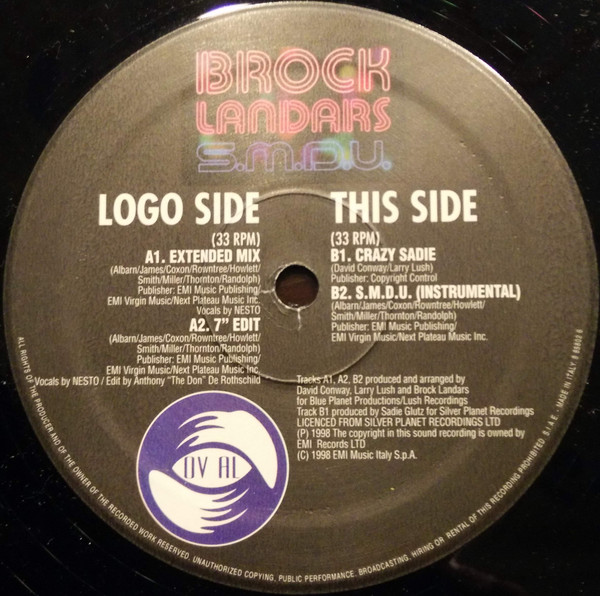 BROCK
LANDARS
S.M.D.U.
LOGO SIDE
(33 RPM)
A1. EXTENDED MIX
(Albarn/James/Coxon/Rowntree/Howlett/
Smith/Miller/Thornton/Randolph)
Publisher: EMI Music Publishing/
EMI Virgin Music/Next Plateau Music Inc.
Vocals by NESTO
A2. 7" EDIT
(Albarn/James/Coxon/Rowntree/Howlett/
Smith/Miller/Thornton/Randolph)
Publisher: EMI Music Publishing/
EMI Virgin Music/Next Plateau Music Inc.
Vocals by NESTO / Edit by Anthony "The Don" De Rothschild
THIS SIDE
(33 RPM)
B1. CRAZY SADIE
(David Conway/Larry Lush)
Publisher: Copyright Control
B2. S.M.D.U. (INSTRUMENTAL)
(Albarn/James/Coxon/Rowntree/Howlett/
Smith/Miller/Thornton/Randolph)
Publisher: EMI Music Publishing/
EMI Virgin Music/Next Plateau Music Inc.
Tracks A1, A2, B2 produced and arranged by
David Conway, Larry Lush and Brock Landars
for Blue Planet Productions/Lush Recordings
Track B1 produced by Sadie Glutz for Silver Planet Recordings
LICENCED FROM SILVER PLANET RECORDINGS LTD
(P) 1998 The copyright in this sound recording is owned by
EMI Records LTD
(C) 1998 EMI Music Italy S.p.A.
DV AL
ALL RIGHTS OF THE PRODUCER AND OF THE OWNER OF THE RECORDED WORK RESERVED. UNAUTHORIZED COPYING, PUBLIC PERFORMANCE, BROADCASTING, HIRING OR RENTAL OF THIS RECORDING PROHIBITED. S.I.A.E. - MADE IN ITALY